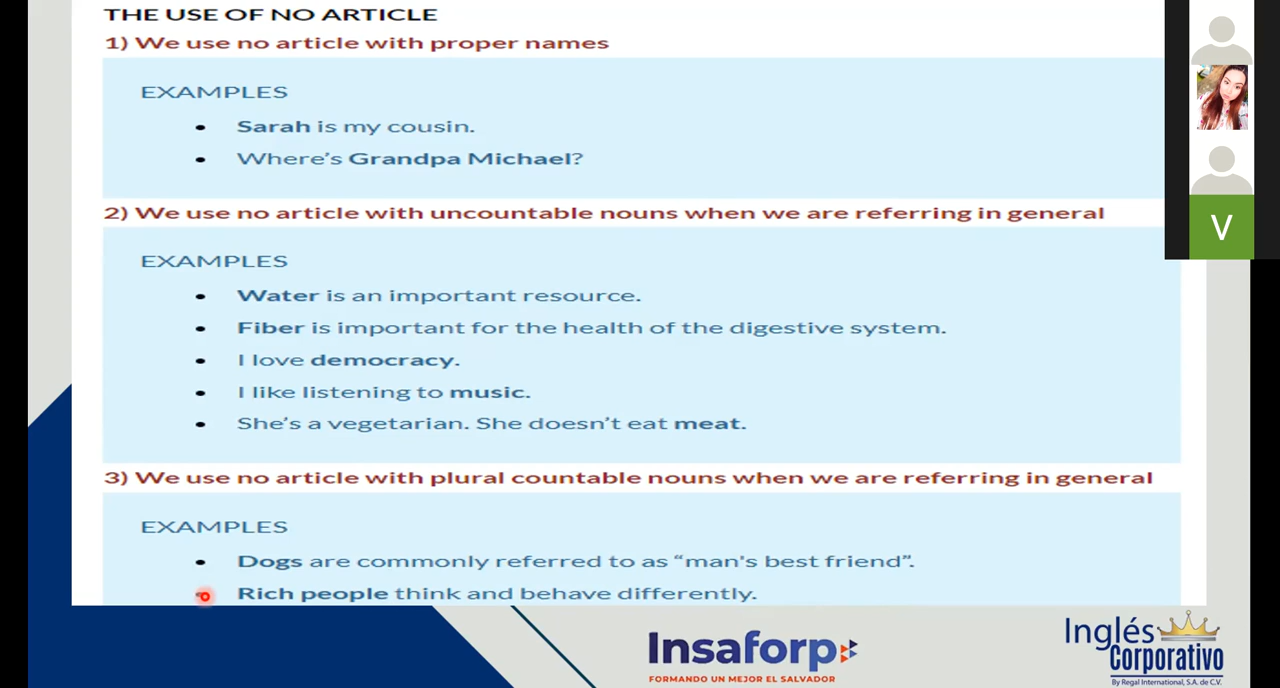 THE USE OF NO ARTICLE
1) We use no article with proper names
EXAMPLES
Sarah is my cousin.
Where's Grandpa Michael?
2) We use no article with uncountable nouns when we are referring in general
V
EXAMPLES
Water is an important resource.
Fiber is important for the health of the digestive system.
I love democracy.
I like listening to music.
She's a vegetarian. She doesn't eat meat.
3) We use no article with plural countable nouns when we are referring in general
EXAMPLES
Dogs are commonly referred to as “man's best friend”.
Rich people think and behave differently.
Insaforp
FORMANDO UN MEJOR EL SALVADOR
Inglés
Corporativo
By Regal International, S.A. de C.V.